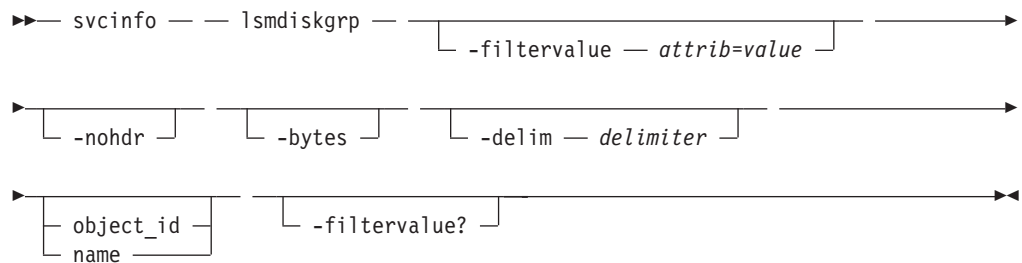 svcinfo lsmdiskgrp
-filtervalue attrib=value
-nohdr -bytes -delim delimiter
object_id -filtervalue?
name